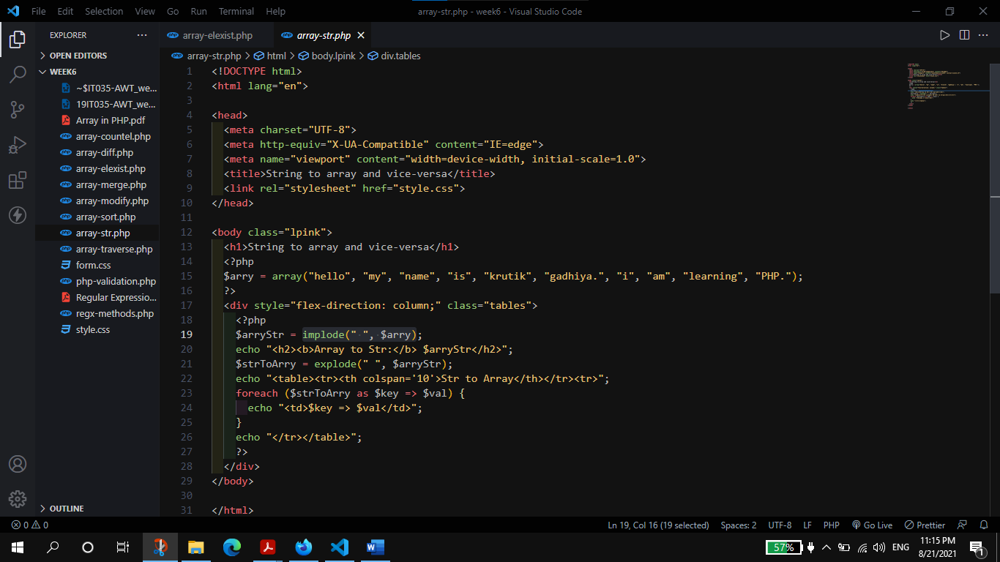 File Edit Selection View Go Run Terminal Help array-str.php - week6 - Visual Studio Code
EXPLORER
OPEN EDITORS
WEEK6
~$IT035-AWT_we...
19IT035-AWT_we...
Array in PHP.pdf
array-countel.php
array-diff.php
array-elexist.php
array-merge.php
array-modify.php
array-sort.php
array-str.php
array-traverse.php
form.css
php-validation.php
Regular Expressio...
regx-methods.php
style.css
OUTLINE
array-elexist.php array-str.php
array-str.php > html > body.lpink > div.tables
1 <!DOCTYPE html>
2 <html lang="en">
3
4 <head>
5 <meta charset="UTF-8">
6 <meta http-equiv="X-UA-Compatible" content="IE=edge">
7 <meta name="viewport" content="width=device-width, initial-scale=1.0">
8 <title>String to array and vice-versa</title>
9 <link rel="stylesheet" href="style.css">
10 </head>
11
12 <body class="lpink">
13 <h1>String to array and vice-versa</h1>
14 <?php
15 $arry = array("hello", "my", "name", "is", "krutik", "gadhiya.", "i", "am", "learning", "PHP.");
16 ?>
17 <div style="flex-direction: column;" class="tables">
18 <?php
19 $arryStr = implode(" ", $arry);
20 echo "<h2><b>Array to Str:</b> $arryStr</h2>";
21 $strToArry = explode(" ", $arryStr);
22 echo "<table><tr><th colspan='10'>Str to Array</th></tr><tr>";
23 foreach ($strToArry as $key => $val) {
24 echo "<td>$key => $val</td>";
25 }
26 echo "</tr></table>";
27 ?>
28 </div>
29 </body>
30
31 </html>
0 0 Ln 19, Col 16 (19 selected) Spaces: 2 UTF-8 LF PHP Go Live Prettier
57% ENG 11:15 PM
8/21/2021 1